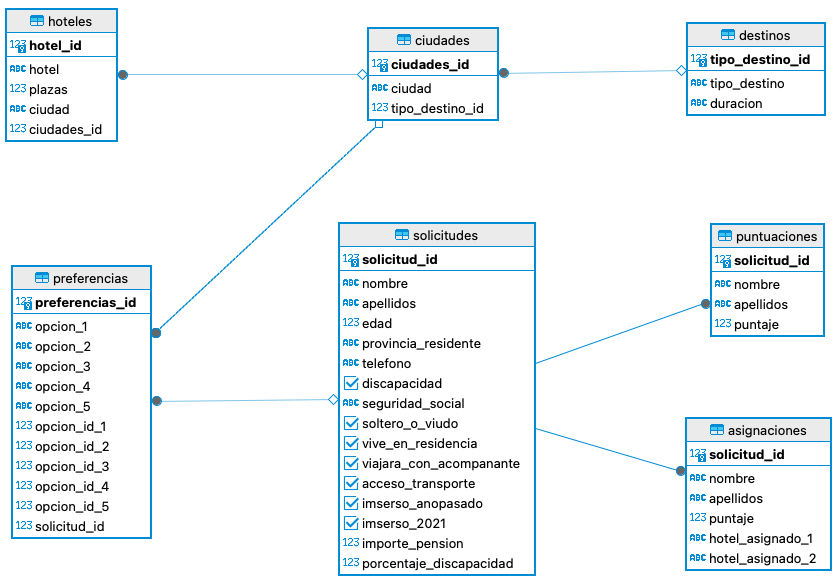 hoteles
123 hotel_id
ABC hotel
123 plazas
ABC ciudad
123 ciudades_id
ciudades
123 ciudades_id
ABC ciudad
123 tipo_destino_id
destinos
123 tipo_destino_id
ABC tipo_destino
ABC duracion
preferencias
123 preferencias_id
ABC opcion_1
ABC opcion_2
ABC opcion_3
ABC opcion_4
ABC opcion_5
123 opcion_id_1
123 opcion_id_2
123 opcion_id_3
123 opcion_id_4
123 opcion_id_5
123 solicitud_id
solicitudes
123 solicitud_id
ABC nombre
ABC apellidos
123 edad
ABC provincia_residente
ABC telefono
discapacidad
ABC seguridad_social
soltero_o_viudo
vive_en_residencia
viajara_con_acompanante
acceso_transporte
imserso_anopasado
imserso_2021
123 importe_pension
123 porcentaje_discapacidad
puntuaciones
123 solicitud_id
ABC nombre
ABC apellidos
123 puntaje
asignaciones
123 solicitud_id
ABC nombre
ABC apellidos
123 puntaje
ABC hotel_asignado_1
ABC hotel_asignado_2